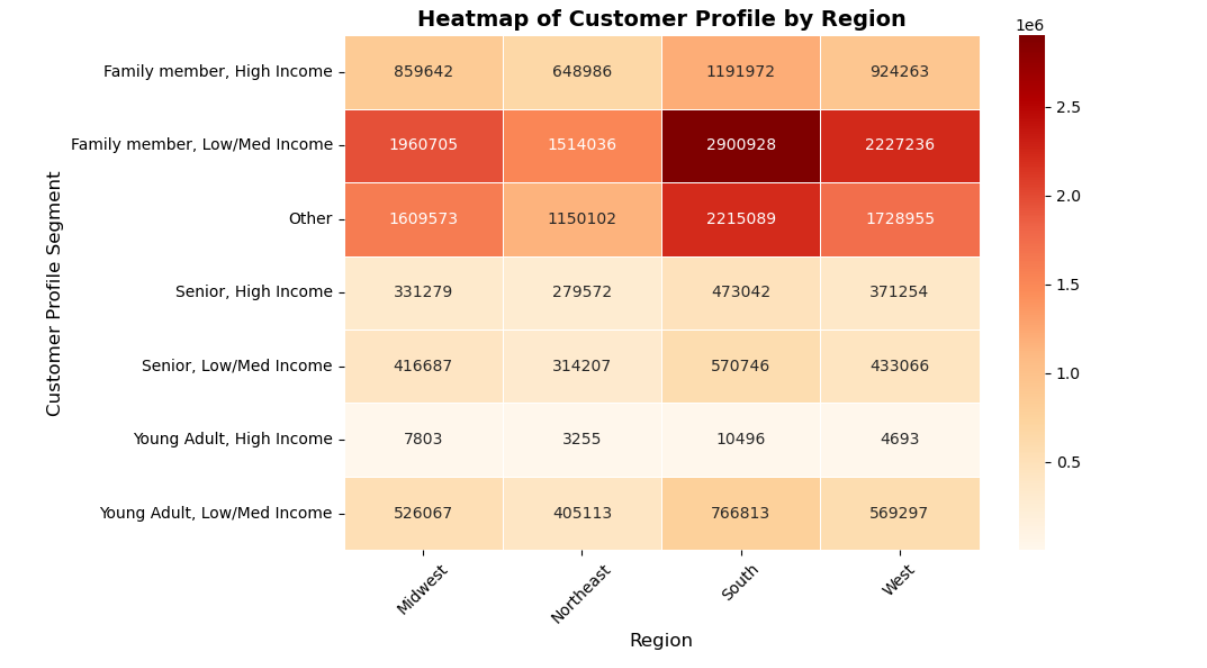 Heatmap of Customer Profile by Region
1e6
Family member, High Income 859642 648986 1191972 924263
2.5
Family member, Low/Med Income 1960705 1514036 2900928 2227236
2.0
Other 1609573 1150102 2215089 1728955
1.5
Customer Profile Segment
Senior, High Income 331279 279572 473042 371254
Senior, Low/Med Income 416687 314207 570746 433066
1.0
Young Adult, High Income 7803 3255 10496 4693
0.5
Young Adult, Low/Med Income 526067 405113 766813 569297
Midwest Northeast South West
Region